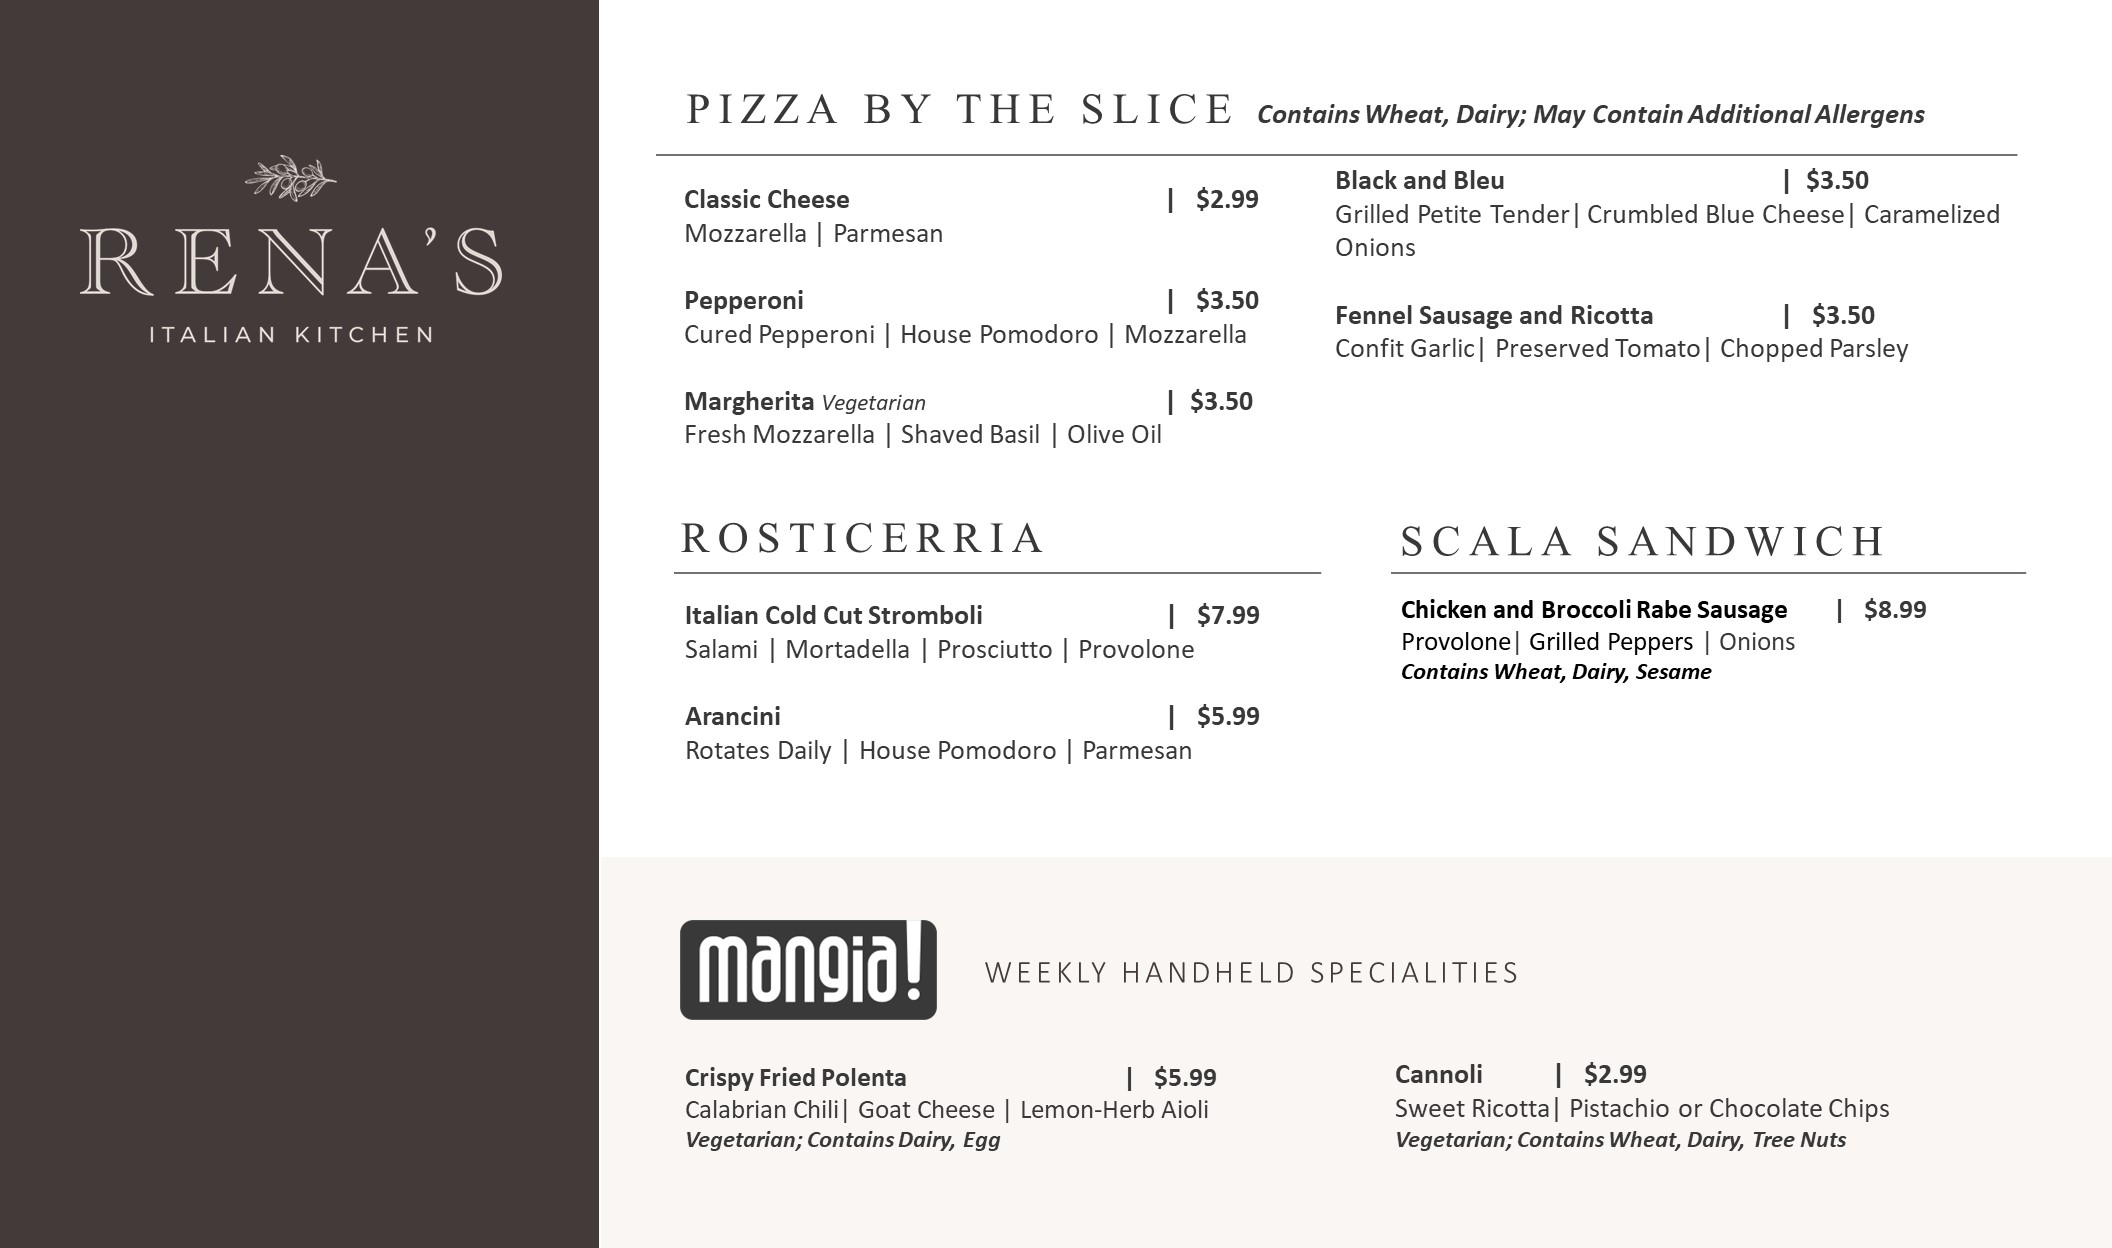 RENA'S
ITALIAN KITCHEN
PIZZA BY THE SLICE Contains Wheat, Dairy; May Contain Additional Allergens
Classic Cheese | $2.99
Mozzarella | Parmesan
Pepperoni | $3.50
Cured Pepperoni | House Pomodoro | Mozzarella
Margherita Vegetarian | $3.50
Fresh Mozzarella | Shaved Basil | Olive Oil
Black and Bleu | $3.50
Grilled Petite Tender| Crumbled Blue Cheese| Caramelized
Onions
Fennel Sausage and Ricotta | $3.50
Confit Garlic| Preserved Tomato| Chopped Parsley
ROSTICERRIA
Italian Cold Cut Stromboli | $7.99
Salami | Mortadella | Prosciutto | Provolone
Arancini | $5.99
Rotates Daily | House Pomodoro | Parmesan
SCALA SANDWICH
Chicken and Broccoli Rabe Sausage | $8.99
Provolone| Grilled Peppers | Onions
Contains Wheat, Dairy, Sesame
mangia!
WEEKLY HANDHELD SPECIALITIES
Crispy Fried Polenta | $5.99
Calabrian Chili| Goat Cheese | Lemon-Herb Aioli
Vegetarian; Contains Dairy, Egg
Cannoli | $2.99
Sweet Ricotta| Pistachio or Chocolate Chips
Vegetarian; Contains Wheat, Dairy, Tree Nuts